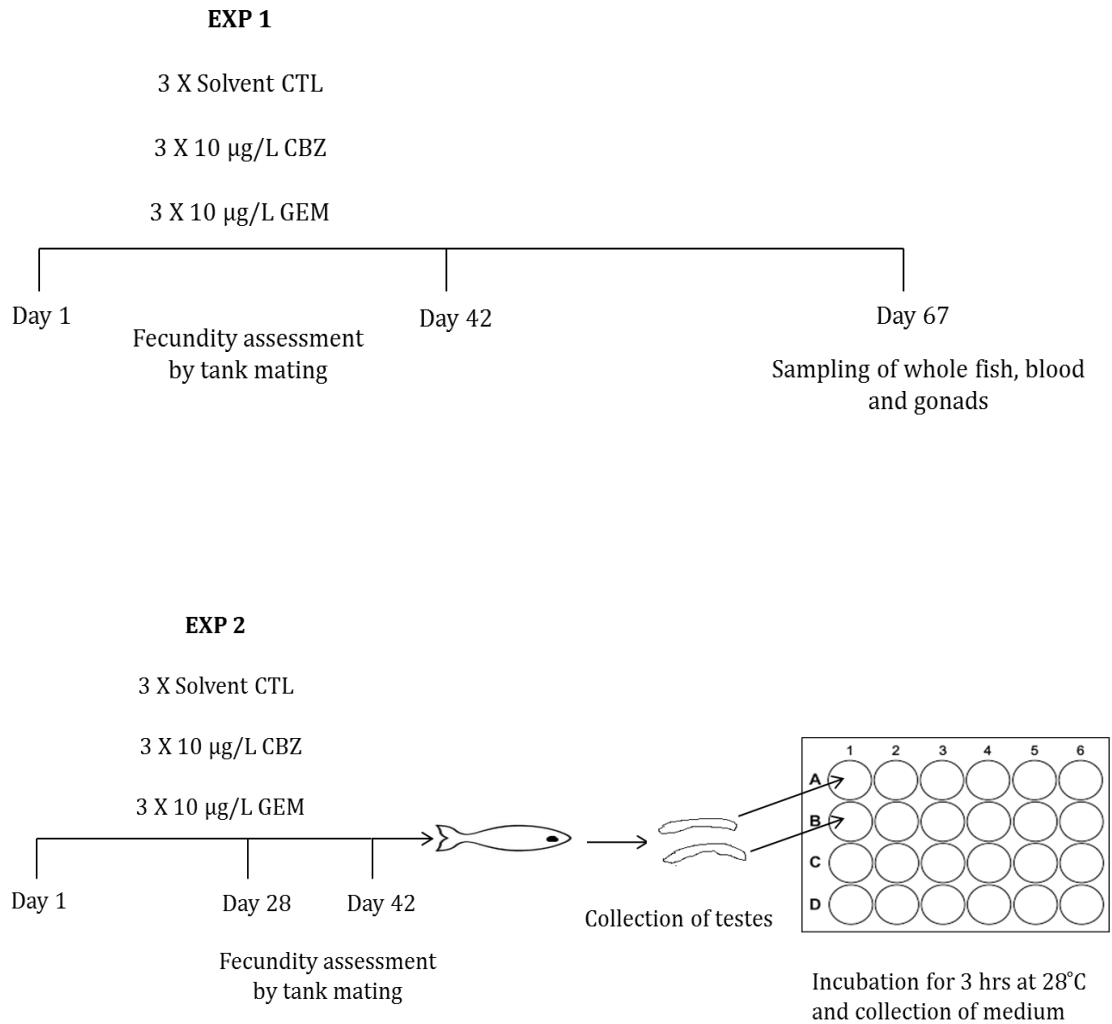 EXP 1
3 X Solvent CTL
3 X 10 µg/L CBZ
3 X 10 µg/L GEM
Day 1
Day 42
Day 67
Fecundity assessment
by tank mating
Sampling of whole fish, blood
and gonads
EXP 2
3 X Solvent CTL
3 X 10 µg/L CBZ
3 X 10 µg/L GEM
1 2 3 4 5 6
A
B
C
D
Day 1
Day 28
Day 42
Collection of testes
Fecundity assessment
by tank mating
Incubation for 3 hrs at 28°C
and collection of medium